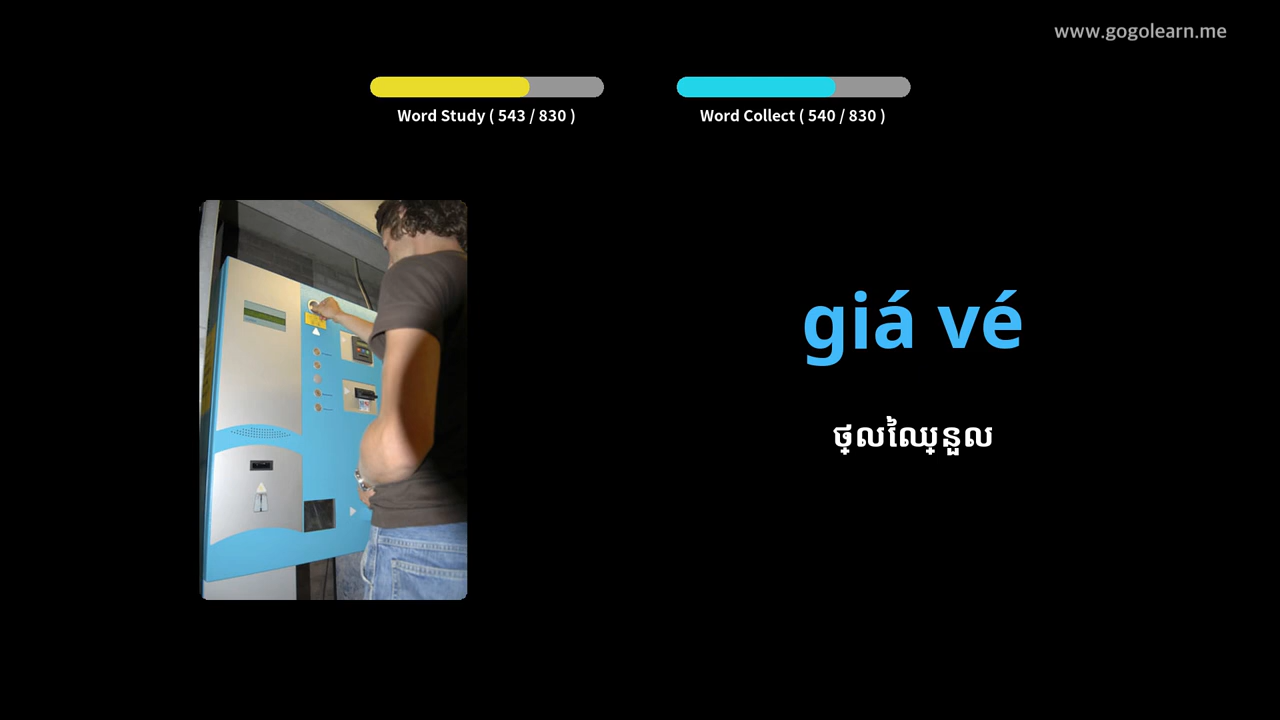 www.gogolearn.me
Word Study ( 543 / 830 )
Word Collect ( 540 / 830 )
giá vé
ថ្លៃឈ្នួល